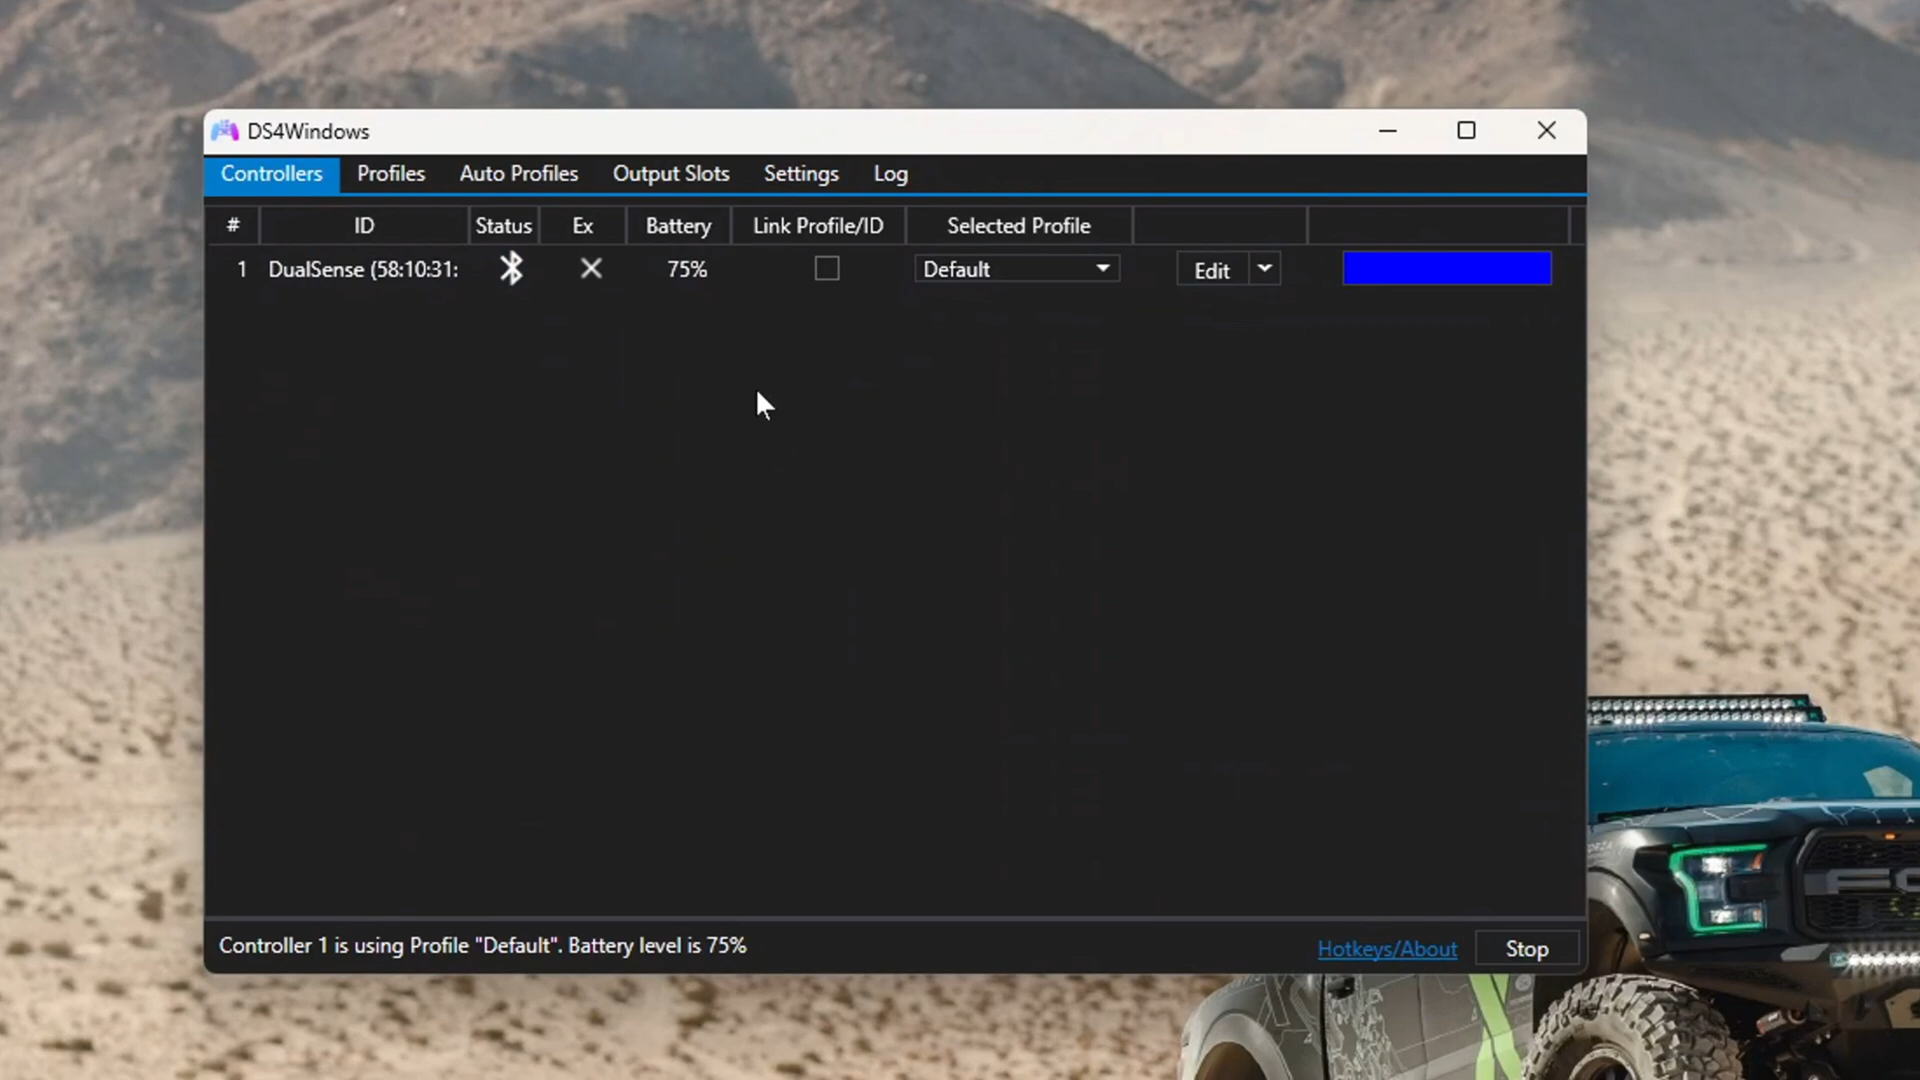 DS4Windows
Controllers Profiles Auto Profiles Output Slots Settings Log
# ID Status Ex Battery Link Profile/ID Selected Profile
1 DualSense (58:10:31: 75% Default Edit
Controller 1 is using Profile "Default". Battery level is 75%
Hotkeys/About Stop